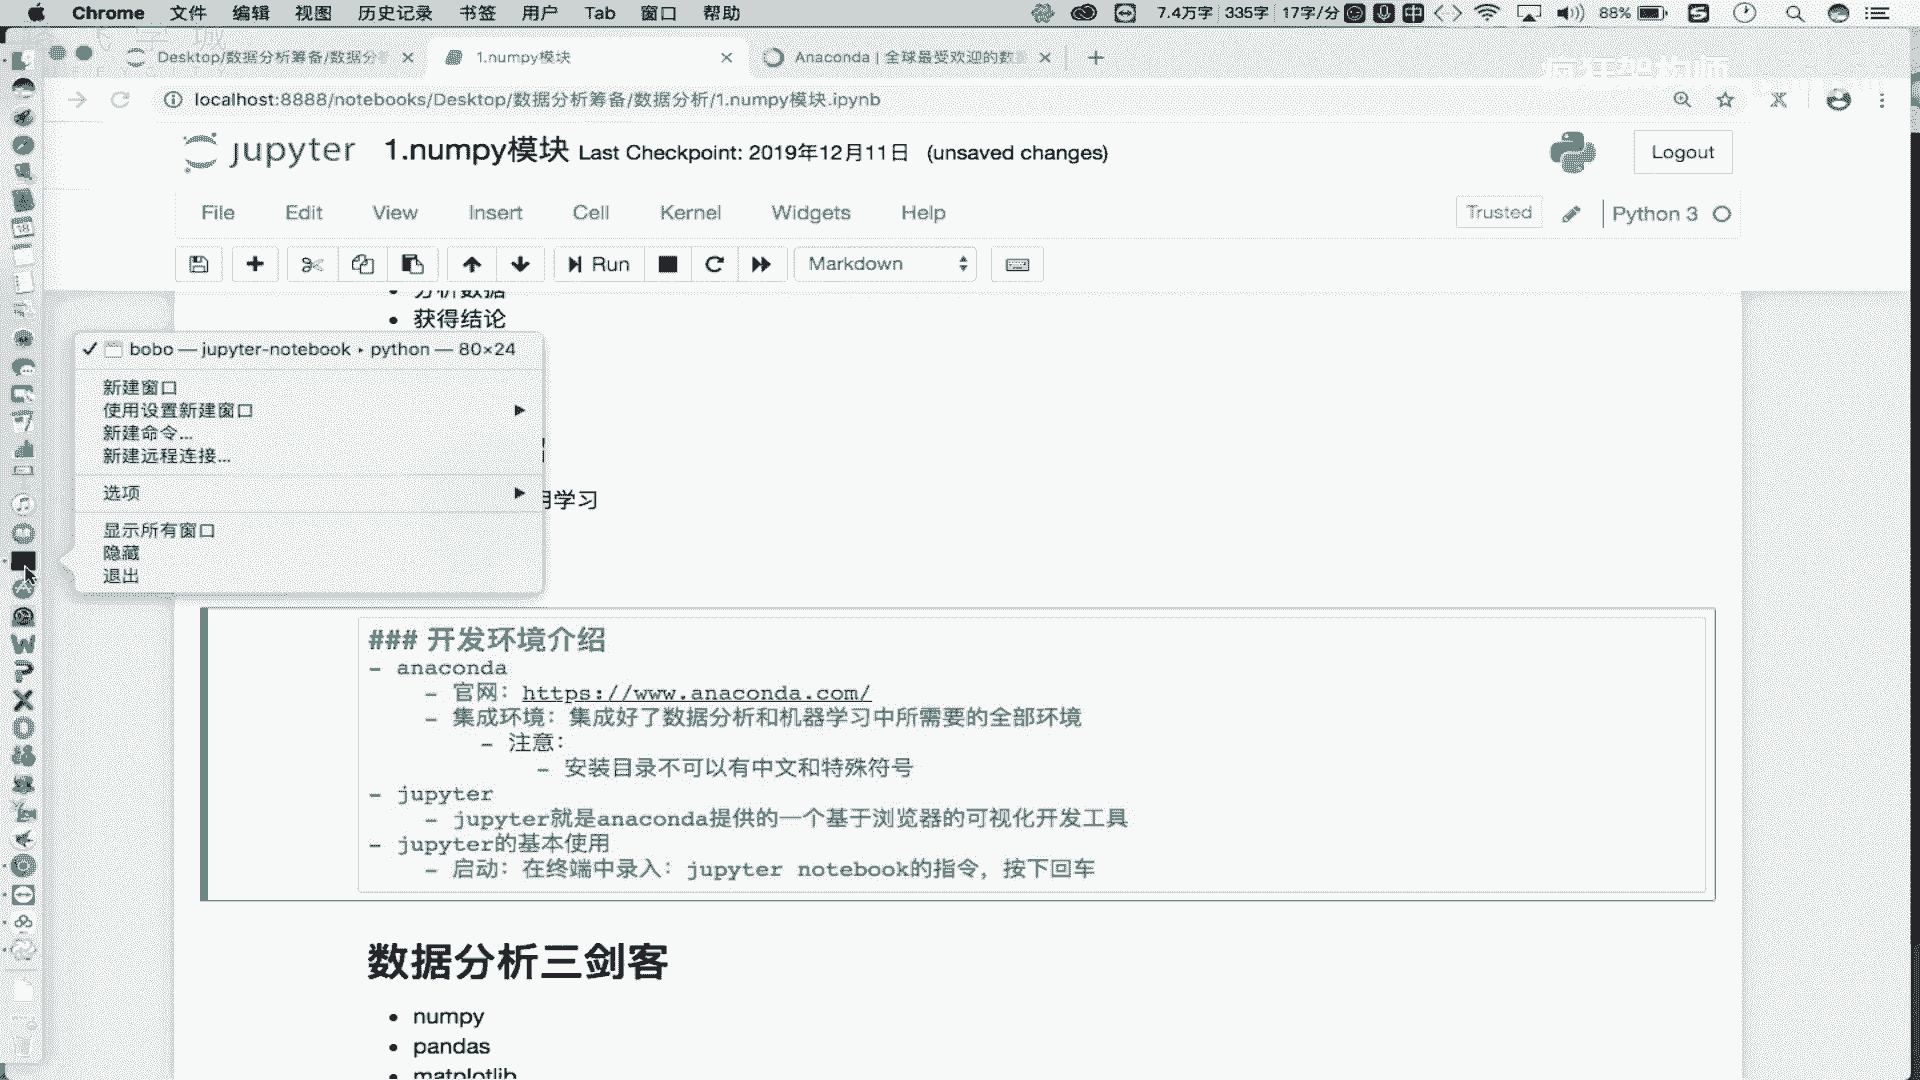 Chrome 文件 编辑 视图 历史记录 书签 用户 Tab 窗口 帮助 7.4万字 335字 17字/分 中 88%
Desktop/数据分析筹备/数据分析 1.numpy模块 Anaconda | 全球最受欢迎的数
localhost:8888/notebooks/Desktop/数据分析筹备/数据分析/1.numpy模块.ipynb
jupyter 1.numpy模块 Last Checkpoint: 2019年12月11日 (unsaved changes) Logout
File Edit View Insert Cell Kernel Widgets Help Trusted Python 3
Run Markdown
分析数据
获得结论
bobo — jupyter-notebook ▸ python — 80×24
新建窗口
使用设置新建窗口
新建命令...
新建远程连接...
选项
学习
显示所有窗口
隐藏
退出
### 开发环境介绍
- anaconda
- 官网：https://www.anaconda.com/
- 集成环境：集成好了数据分析和机器学习中所需要的全部环境
- 注意：
- 安装目录不可以有中文和特殊符号
- jupyter
- jupyter就是anaconda提供的一个基于浏览器的可视化开发工具
- jupyter的基本使用
- 启动：在终端中录入：jupyter notebook的指令，按下回车
数据分析三剑客
numpy
pandas
matplotlib